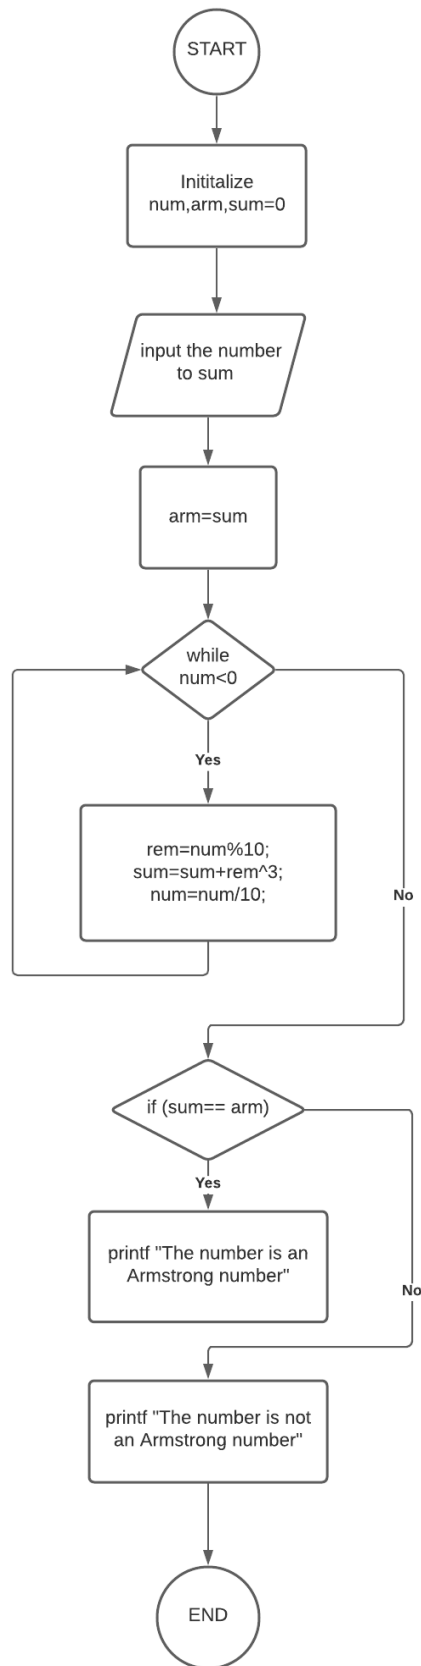 START
Inititalize
num,arm,sum=0
input the number
to sum
arm=sum
while
num<0
Yes
rem=num%10;
sum=sum+rem^3;
num=num/10;
No
if (sum== arm)
Yes
printf "The number is an
Armstrong number"
No
printf "The number is not
an Armstrong number"
END